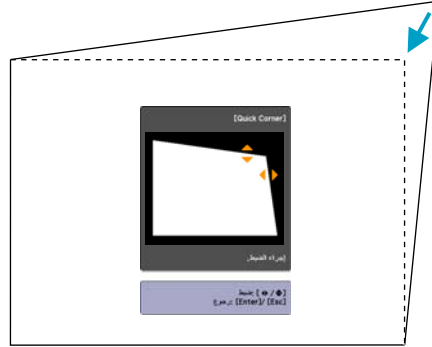 [Quick Corner]
إجراء الضبط.
[⬥ / ⬌] :ضبط
[Esc] /[Enter] :رجوع